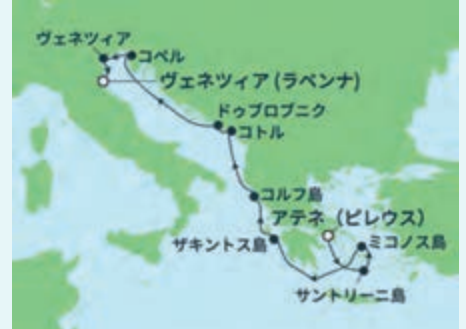 ヴェネツィア
コペル
ヴェネツィア(ラベンナ)
ドゥブロブニク
コトル
コルフ島
アテネ（ピレウス）
ザキントス島
ミコノス島
サントリーニ島